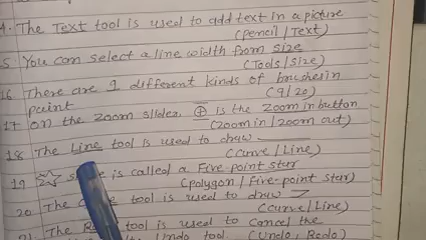 4. The Text tool is used to add text in a picture
(pencil / Text)
5. You can select a line width from size
(Tools / Size)
16 There are 9 different kinds of brushes in
paint (9 / 20)
17 on the zoom slider. ⊕ is the zoom in button
(zoom in / zoom out)
18 The Line tool is used to draw
(Curve / Line)
19 is called a Five point star
(polygon / Five-point star)
20 The tool is used to draw
(Curve / Line)
21 The tool is used to cancel the
Undo tool. (Undo, Redo)